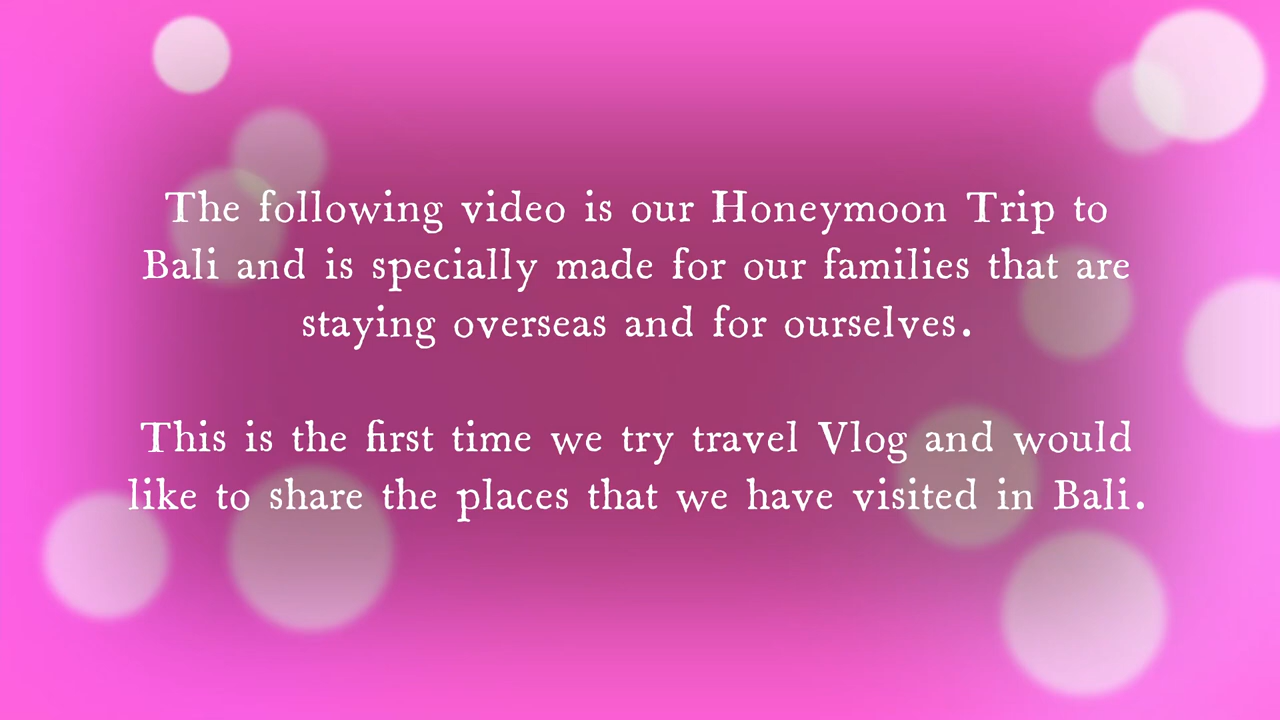 The following video is our Honeymoon Trip to
Bali and is specially made for our families that are
staying overseas and for ourselves.
This is the first time we try travel Vlog and would
like to share the places that we have visited in Bali.